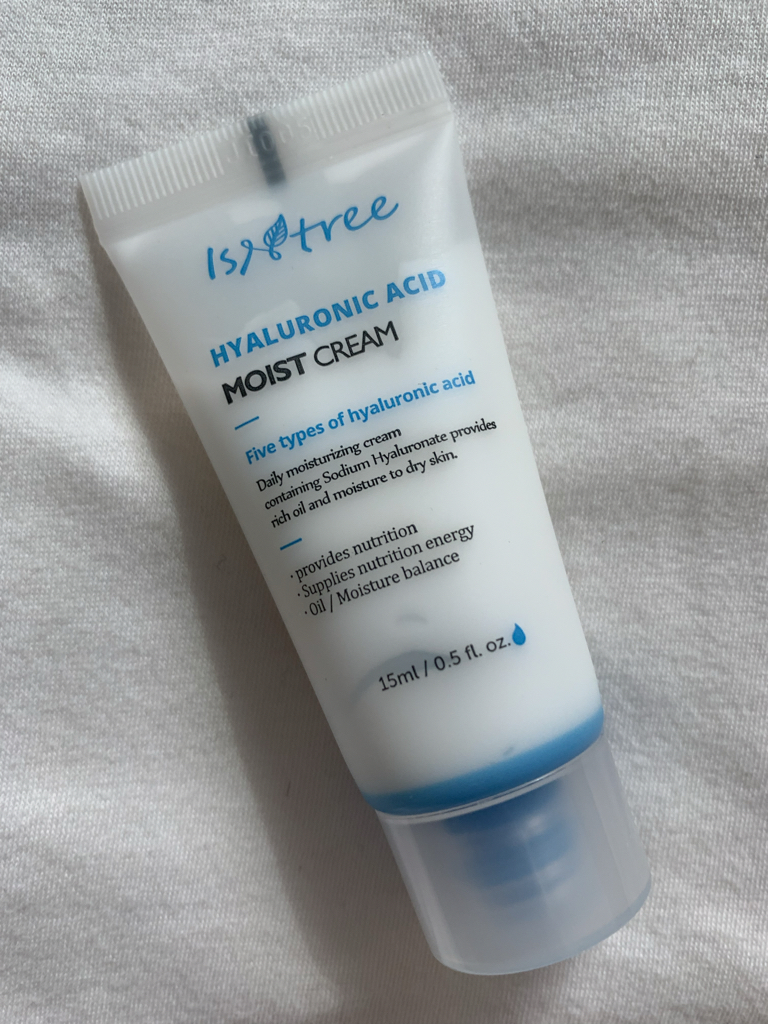 Isntree
HYALURONIC ACID
MOIST CREAM
Five types of hyaluronic acid
Daily moisturizing cream
containing Sodium Hyaluronate provides
rich oil and moisture to dry skin.
· provides nutrition
· Supplies nutrition energy
· Oil / Moisture balance
15ml / 0.5 fl. oz.